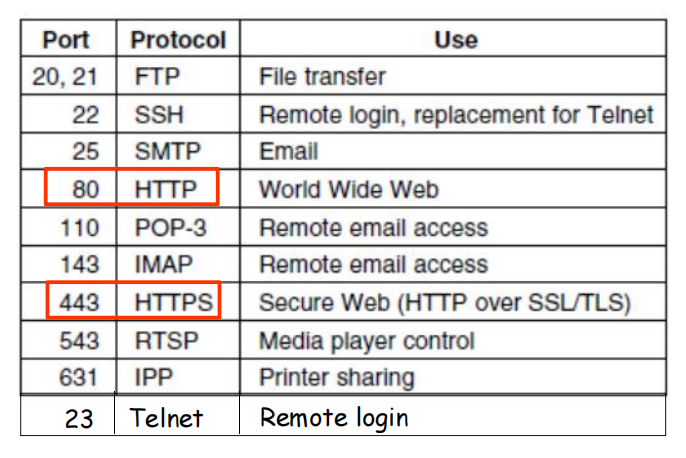 Port Protocol Use
20, 21 FTP File transfer
22 SSH Remote login, replacement for Telnet
25 SMTP Email
80 HTTP World Wide Web
110 POP-3 Remote email access
143 IMAP Remote email access
443 HTTPS Secure Web (HTTP over SSL/TLS)
543 RTSP Media player control
631 IPP Printer sharing
23 Telnet Remote login